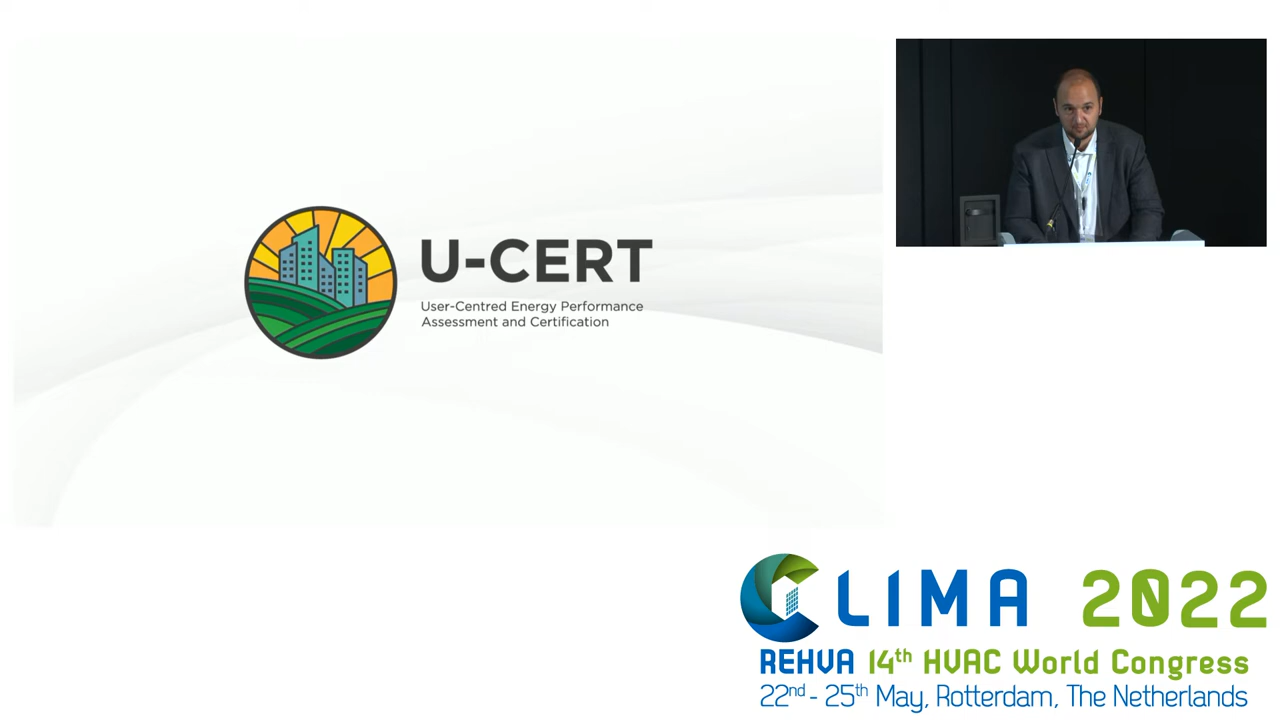 U-CERT
User-Centred Energy Performance
Assessment and Certification
CLIMA 2022
REHVA 14th HVAC World Congress
22nd - 25th May, Rotterdam, The Netherlands